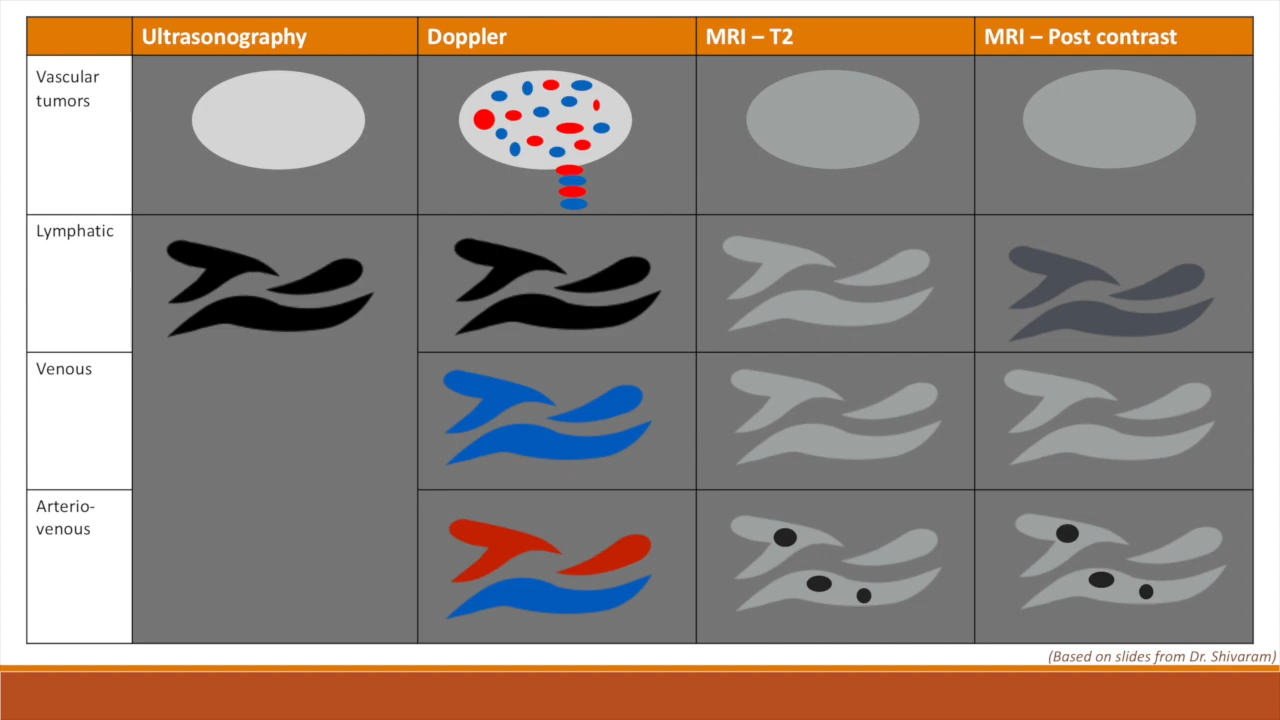 Ultrasonography
Doppler
MRI – T2
MRI – Post contrast
Vascular
tumors
Lymphatic
Venous
Arterio-
venous
(Based on slides from Dr. Shivaram)